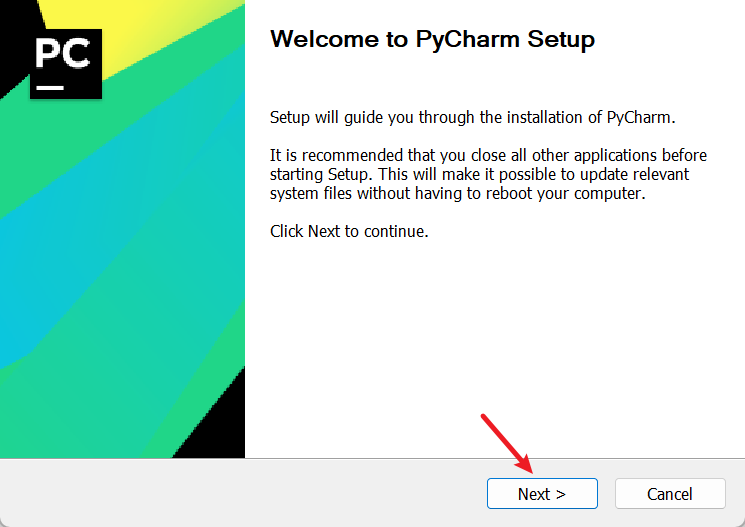 PC
Welcome to PyCharm Setup
Setup will guide you through the installation of PyCharm.
It is recommended that you close all other applications before
starting Setup. This will make it possible to update relevant
system files without having to reboot your computer.
Click Next to continue.
Next >
Cancel